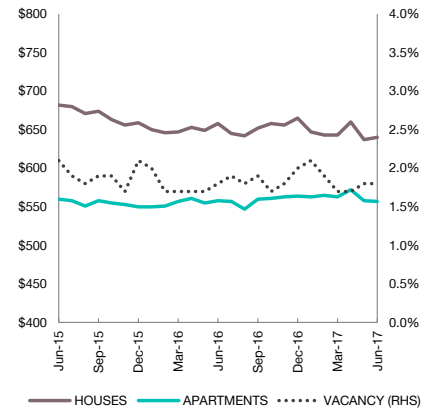 $800
$750
$700
$650
$600
$550
$500
$450
$400
4.0%
3.5%
3.0%
2.5%
2.0%
1.5%
1.0%
0.5%
0.0%
Jun-15
Sep-15
Dec-15
Mar-16
Jun-16
Sep-16
Dec-16
Mar-17
Jun-17
HOUSES APARTMENTS VACANCY (RHS)